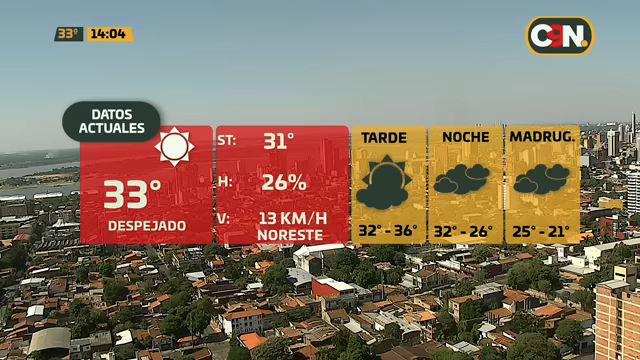 33° 14:04
C9N.
DATOS
ACTUALES
33°
DESPEJADO
ST: 31°
H: 26%
V: 13 KM/H
NORESTE
TARDE
32° - 36°
NOCHE
32° - 26°
MADRUG.
25° - 21°